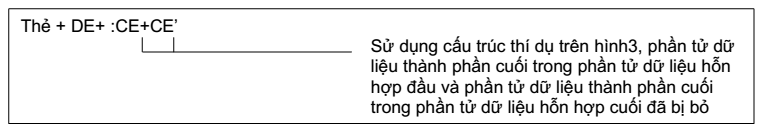 Thẻ + DE+ :CE+CE’
Sử dụng cấu trúc thí dụ trên hình3, phần tử dữ
liệu thành phần cuối trong phần tử dữ liệu hỗn
hợp đầu và phần tử dữ liệu thành phần cuối
trong phần tử dữ liệu hỗn hợp cuối đã bị bỏ